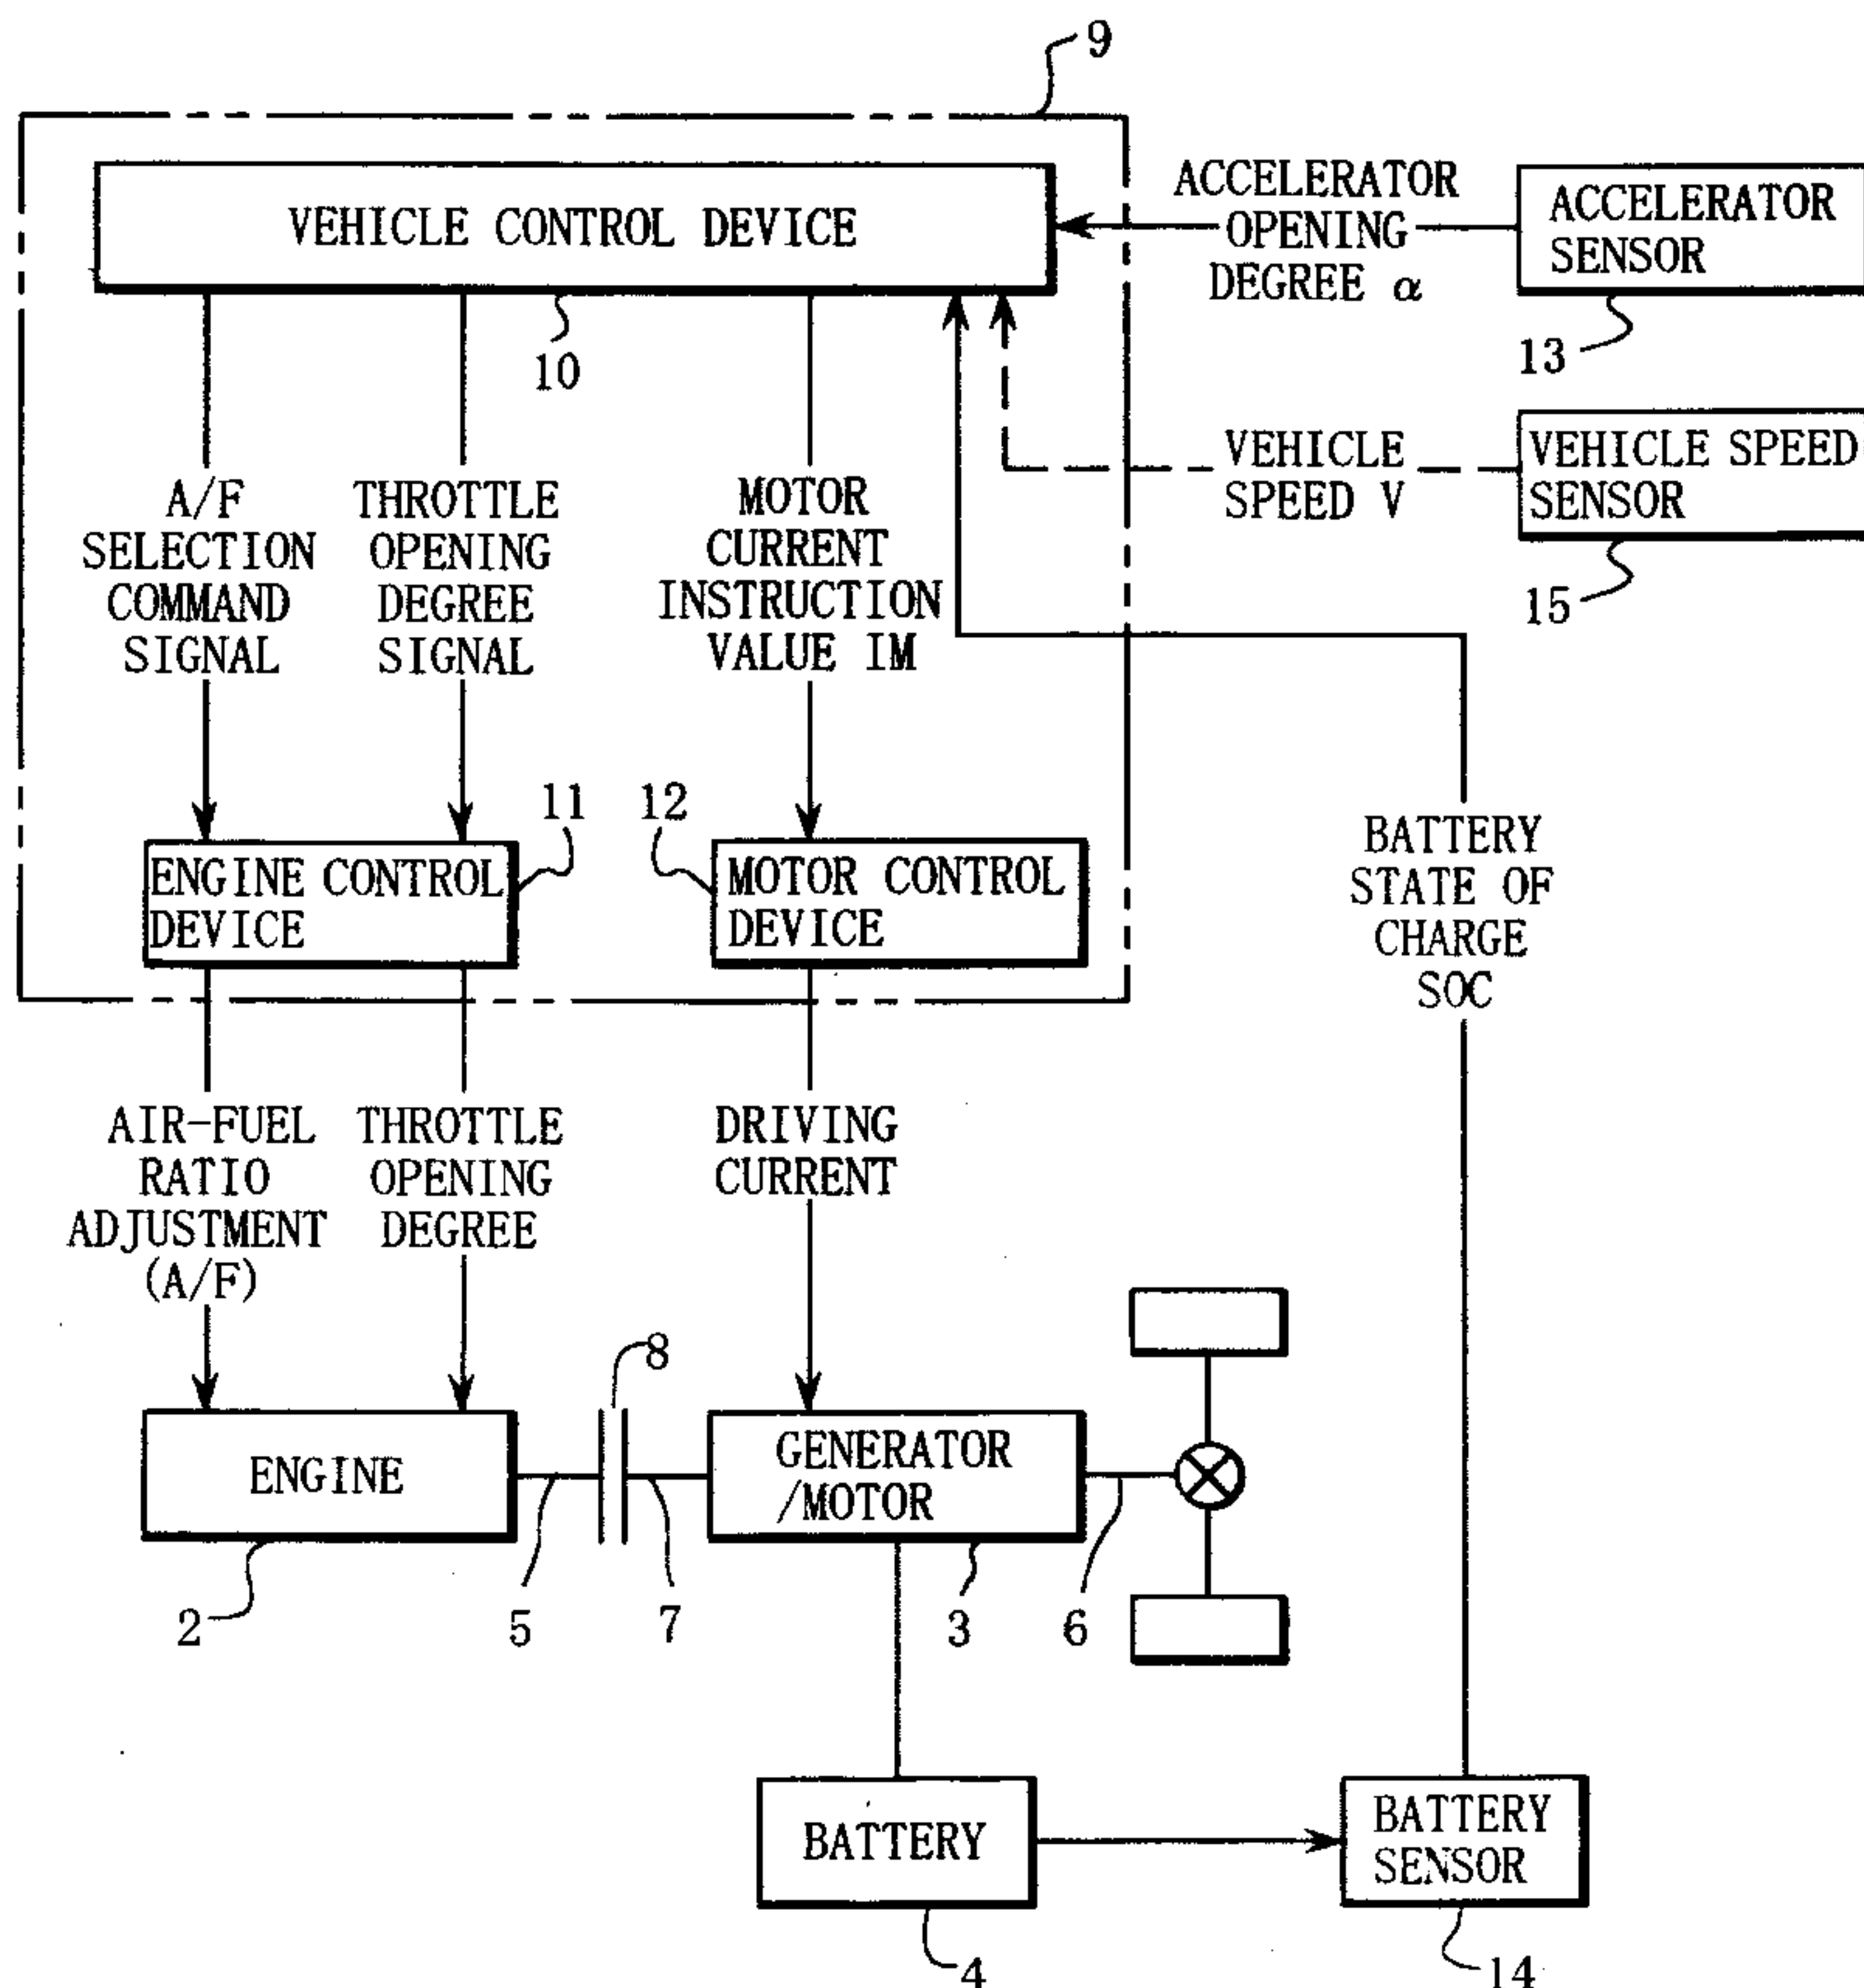 9
VEHICLE CONTROL DEVICE
ACCELERATOR
OPENING
DEGREE α
ACCELERATOR
SENSOR
10
13
A/F
SELECTION
COMMAND
SIGNAL
THROTTLE
OPENING
DEGREE
SIGNAL
MOTOR
CURRENT
INSTRUCTION
VALUE IM
VEHICLE
SPEED V
VEHICLE SPEED
SENSOR
15
11
12
ENGINE CONTROL
DEVICE
MOTOR CONTROL
DEVICE
BATTERY
STATE OF
CHARGE
SOC
AIR-FUEL
RATIO
ADJUSTMENT
(A/F)
THROTTLE
OPENING
DEGREE
DRIVING
CURRENT
8
ENGINE
GENERATOR
/MOTOR
2
5
7
3
6
BATTERY
BATTERY
SENSOR
4
14